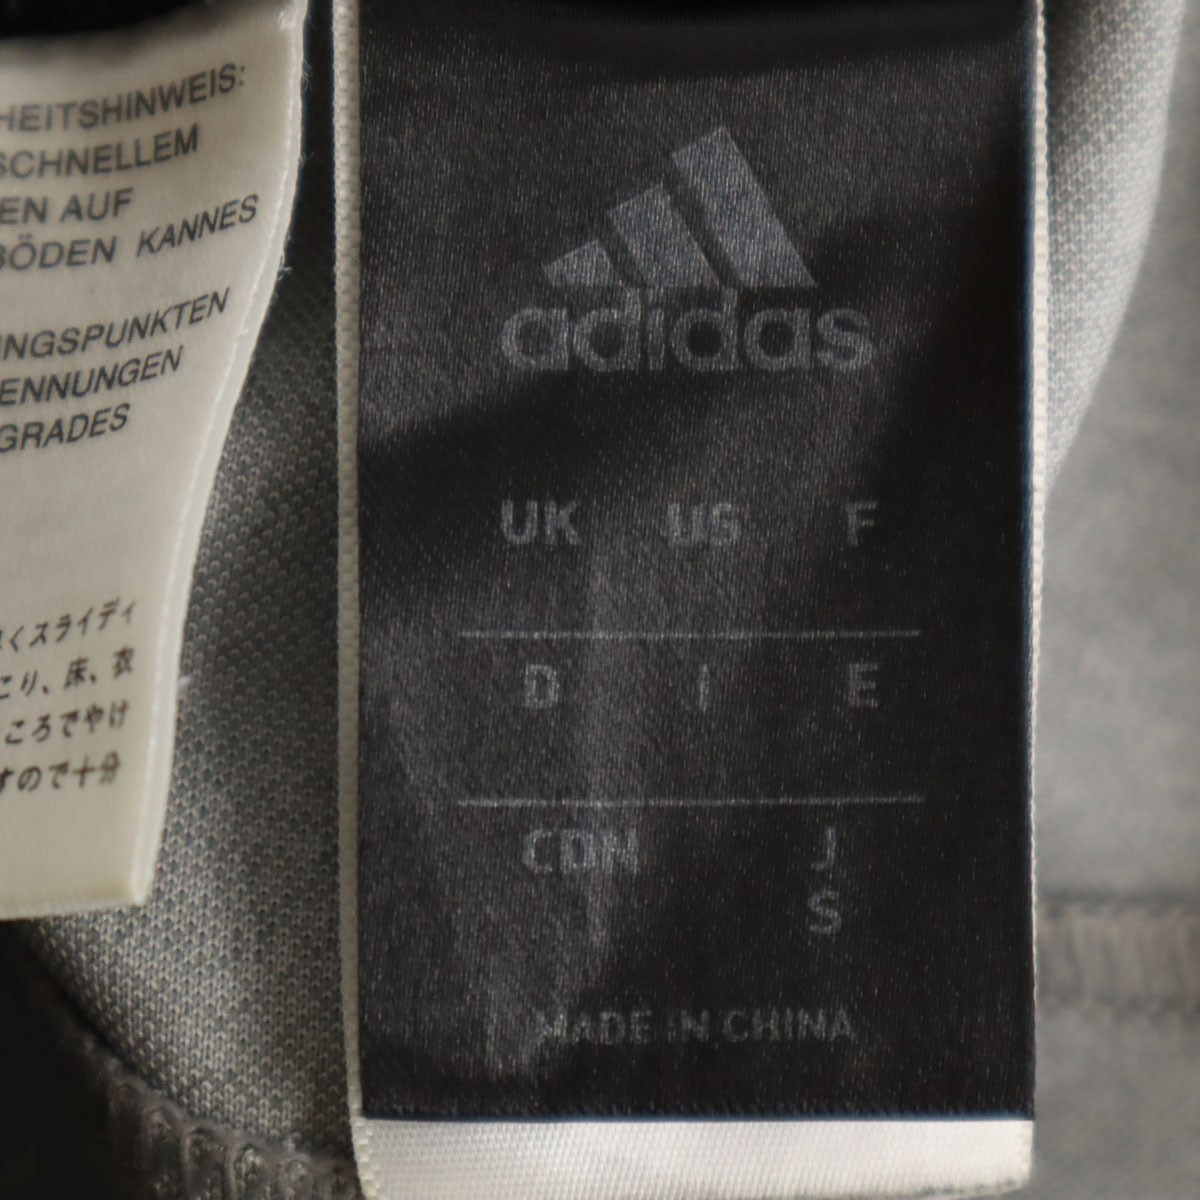 HEITSHINWEIS:
SCHNELLEM
EN AUF
BÖDEN KANNES
INGSPUNKTEN
ENNUNGEN
GRADES
くスライディ
こり、床、衣
ころでやけ
すので十分
adidas
UK US F
D I E
CDN J
S
MADE IN CHINA